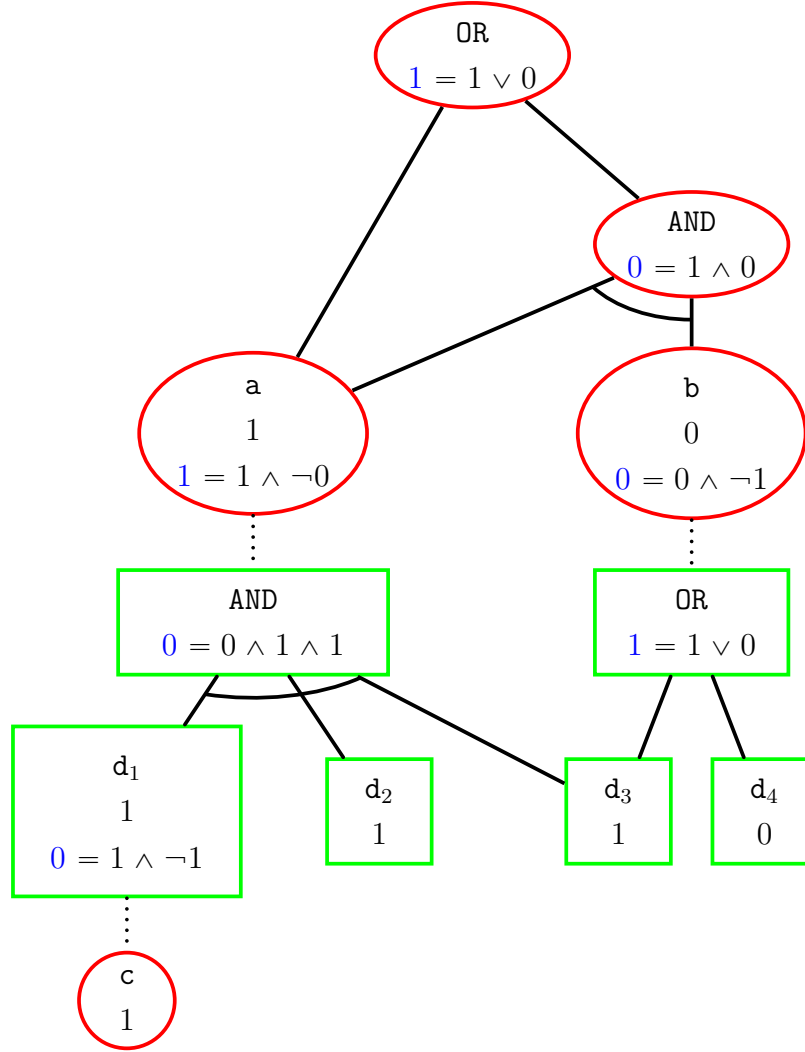 OR
1 = 1 ∨ 0
AND
0 = 1 ∧ 0
a
1
1 = 1 ∧ ¬0
b
0
0 = 0 ∧ ¬1
AND
0 = 0 ∧ 1 ∧ 1
OR
1 = 1 ∨ 0
d₁
1
0 = 1 ∧ ¬1
d₂
1
d₃
1
d₄
0
c
1